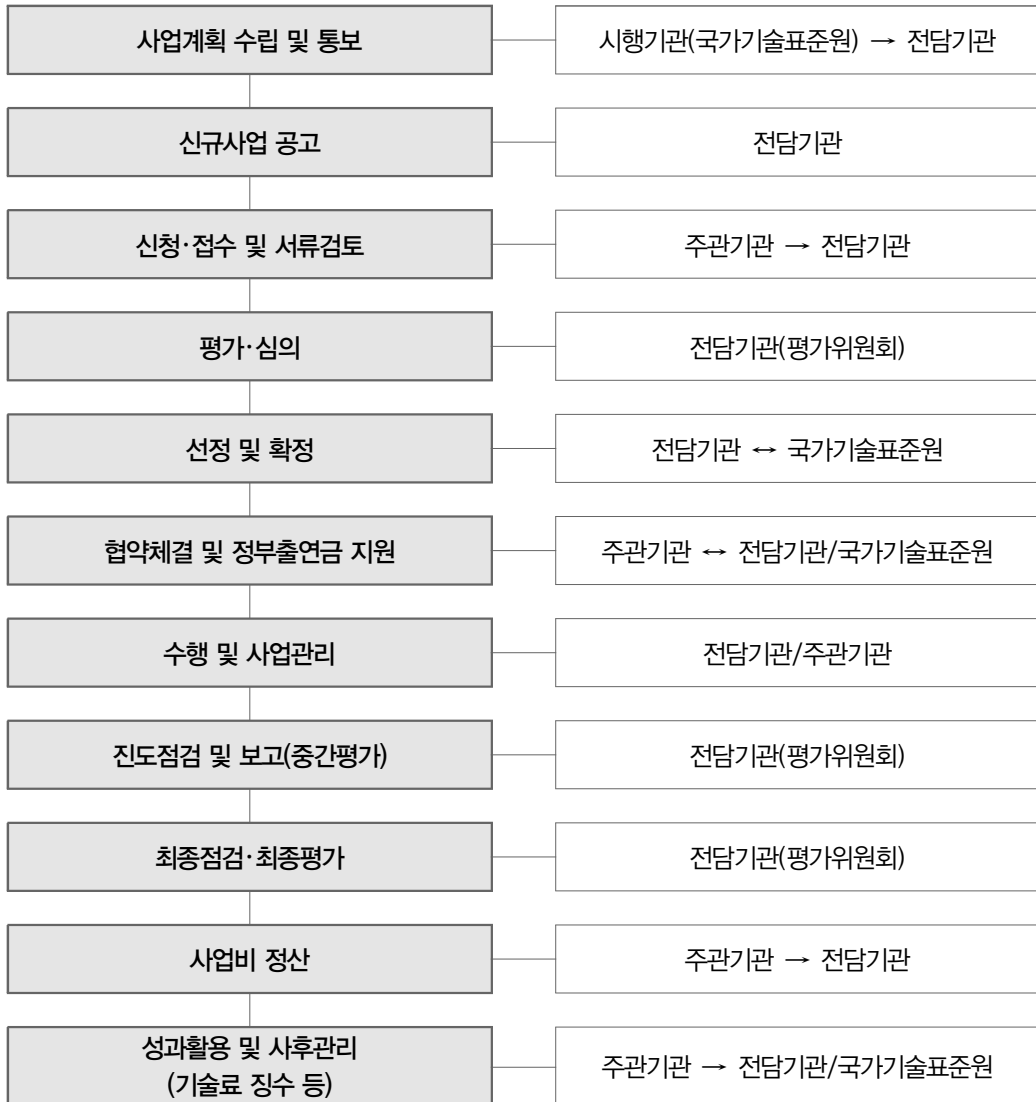 사업계획 수립 및 통보
시행기관(국가기술표준원) → 전담기관
신규사업 공고
전담기관
신청·접수 및 서류검토
주관기관 → 전담기관
평가·심의
전담기관(평가위원회)
선정 및 확정
전담기관 ↔ 국가기술표준원
협약체결 및 정부출연금 지원
주관기관 ↔ 전담기관/국가기술표준원
수행 및 사업관리
전담기관/주관기관
진도점검 및 보고(중간평가)
전담기관(평가위원회)
최종점검·최종평가
전담기관(평가위원회)
사업비 정산
주관기관 → 전담기관
성과활용 및 사후관리
(기술료 징수 등)
주관기관 → 전담기관/국가기술표준원